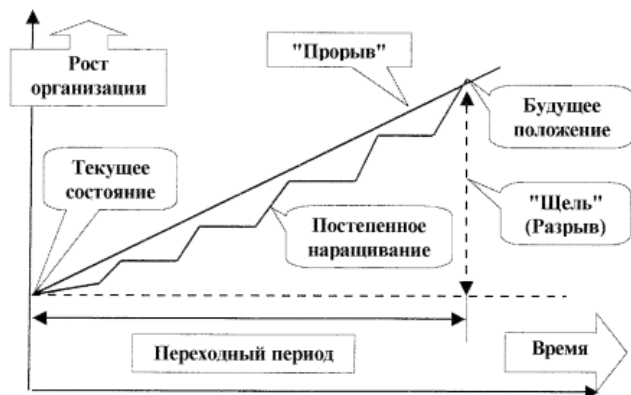 Рост
организации
"Прорыв"
Будущее
положение
Текущее
состояние
Постепенное
наращивание
"Щель"
(Разрыв)
Переходный период
Время